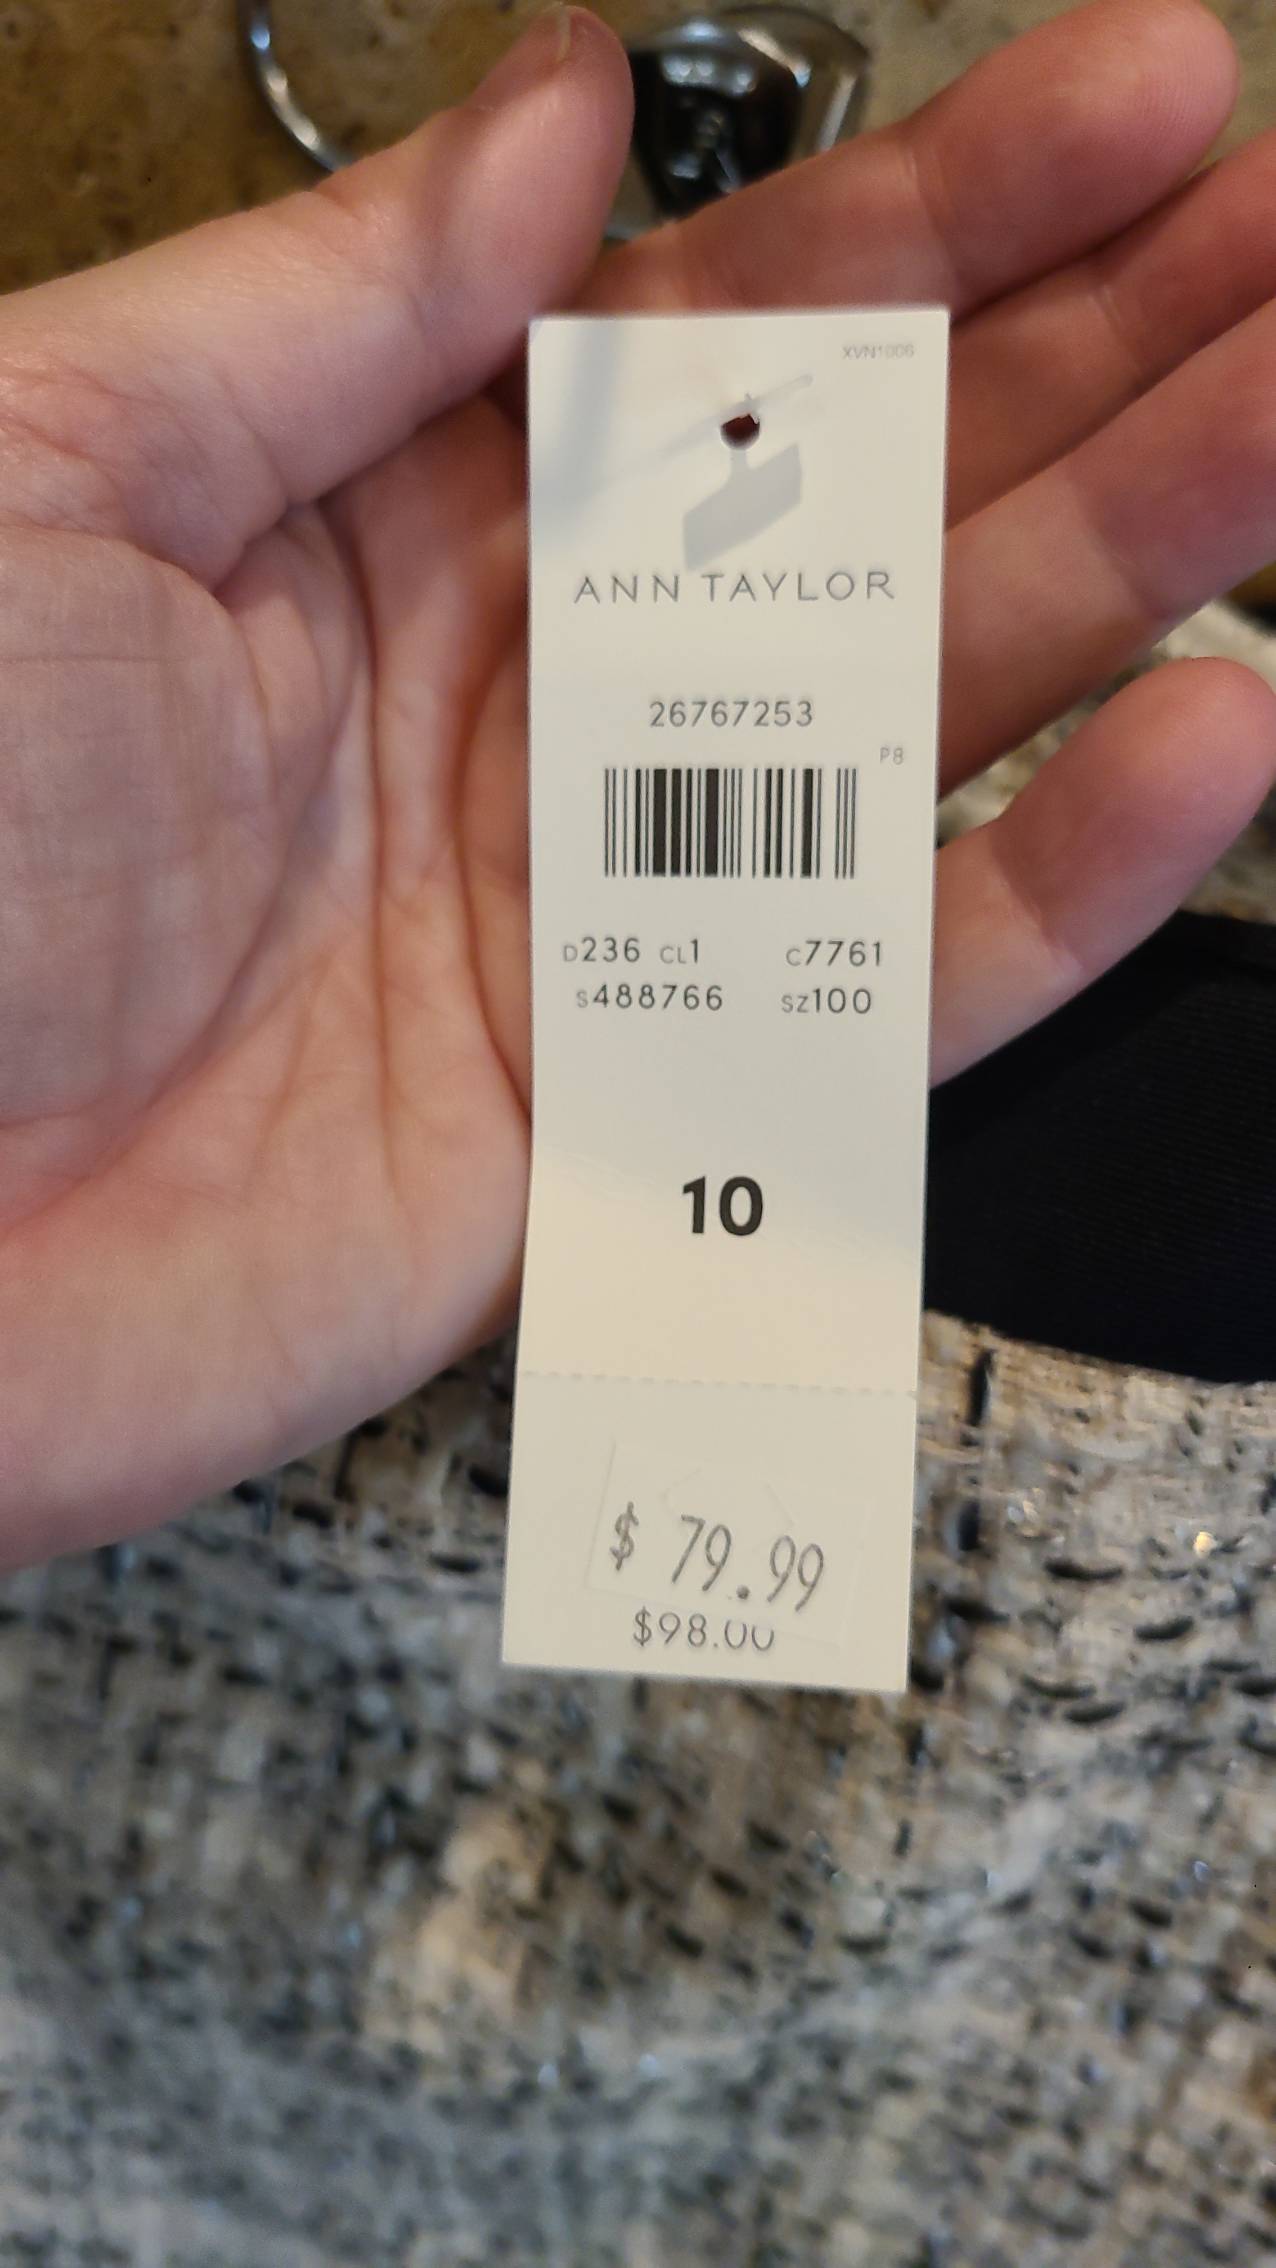 XVN1006
ANN TAYLOR
26767253
P8
D236 CL1 C7761
S488766 SZ100
10
$ 79.99
$98.00